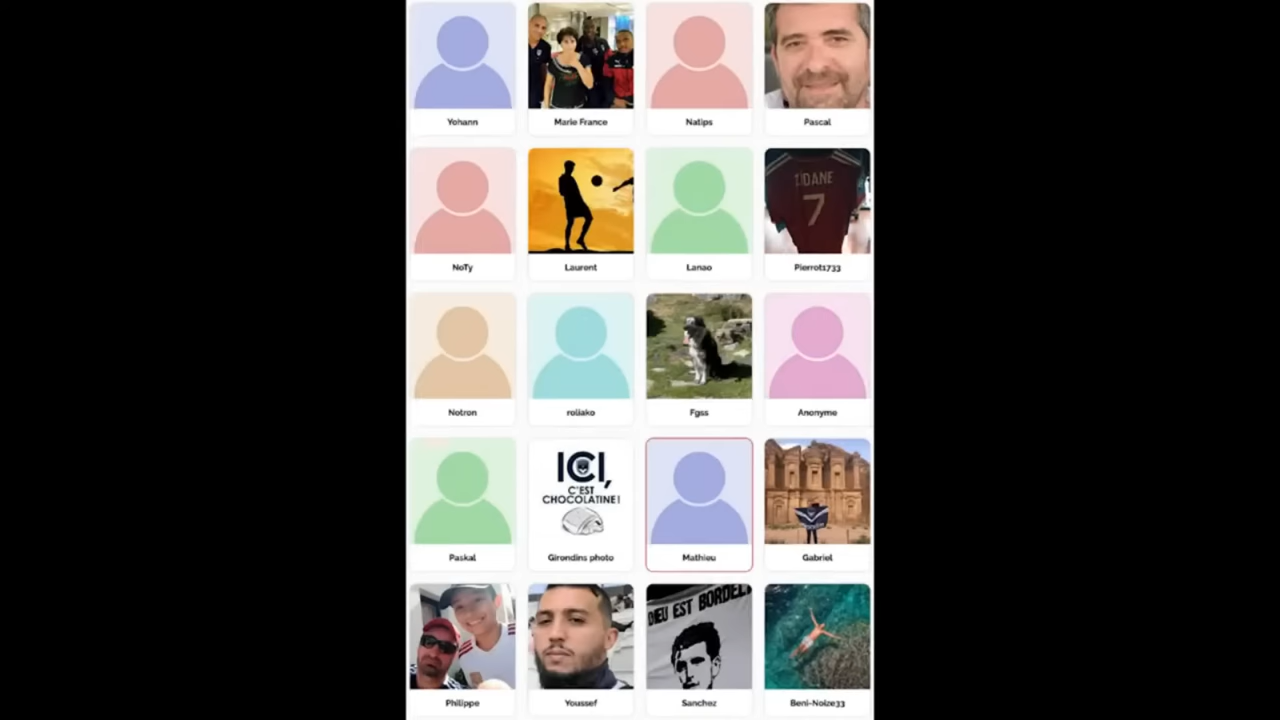 Yohann
Marie France
Natips
Pascal
ZIDANE
7
NoTy
Laurent
Lanao
Pierrot1733
Notron
roliako
Fgss
Anonyme
ICI,
C'EST
CHOCOLATINE!
Paskal
Girondins photo
Mathieu
Gabriel
DIEU EST BORDEL
Philippe
Youssef
Sanchez
Beni-Noize33